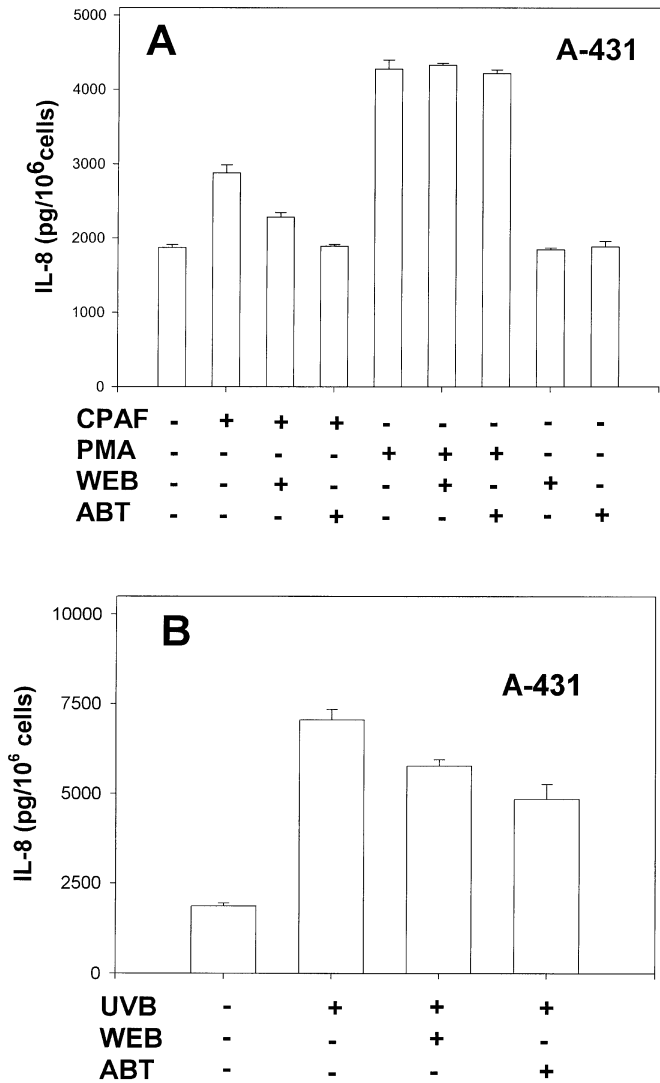 A
A-431
5000
4000
3000
2000
1000
0
IL-8 (pg/10⁶cells)
CPAF - + + + - - - - -
PMA - - - - + + + - -
WEB - - + - - + - + -
ABT - - - + - - + - +
B
A-431
10000
7500
5000
2500
0
IL-8 (pg/10⁶ cells)
UVB - + + +
WEB - - + -
ABT - - - +